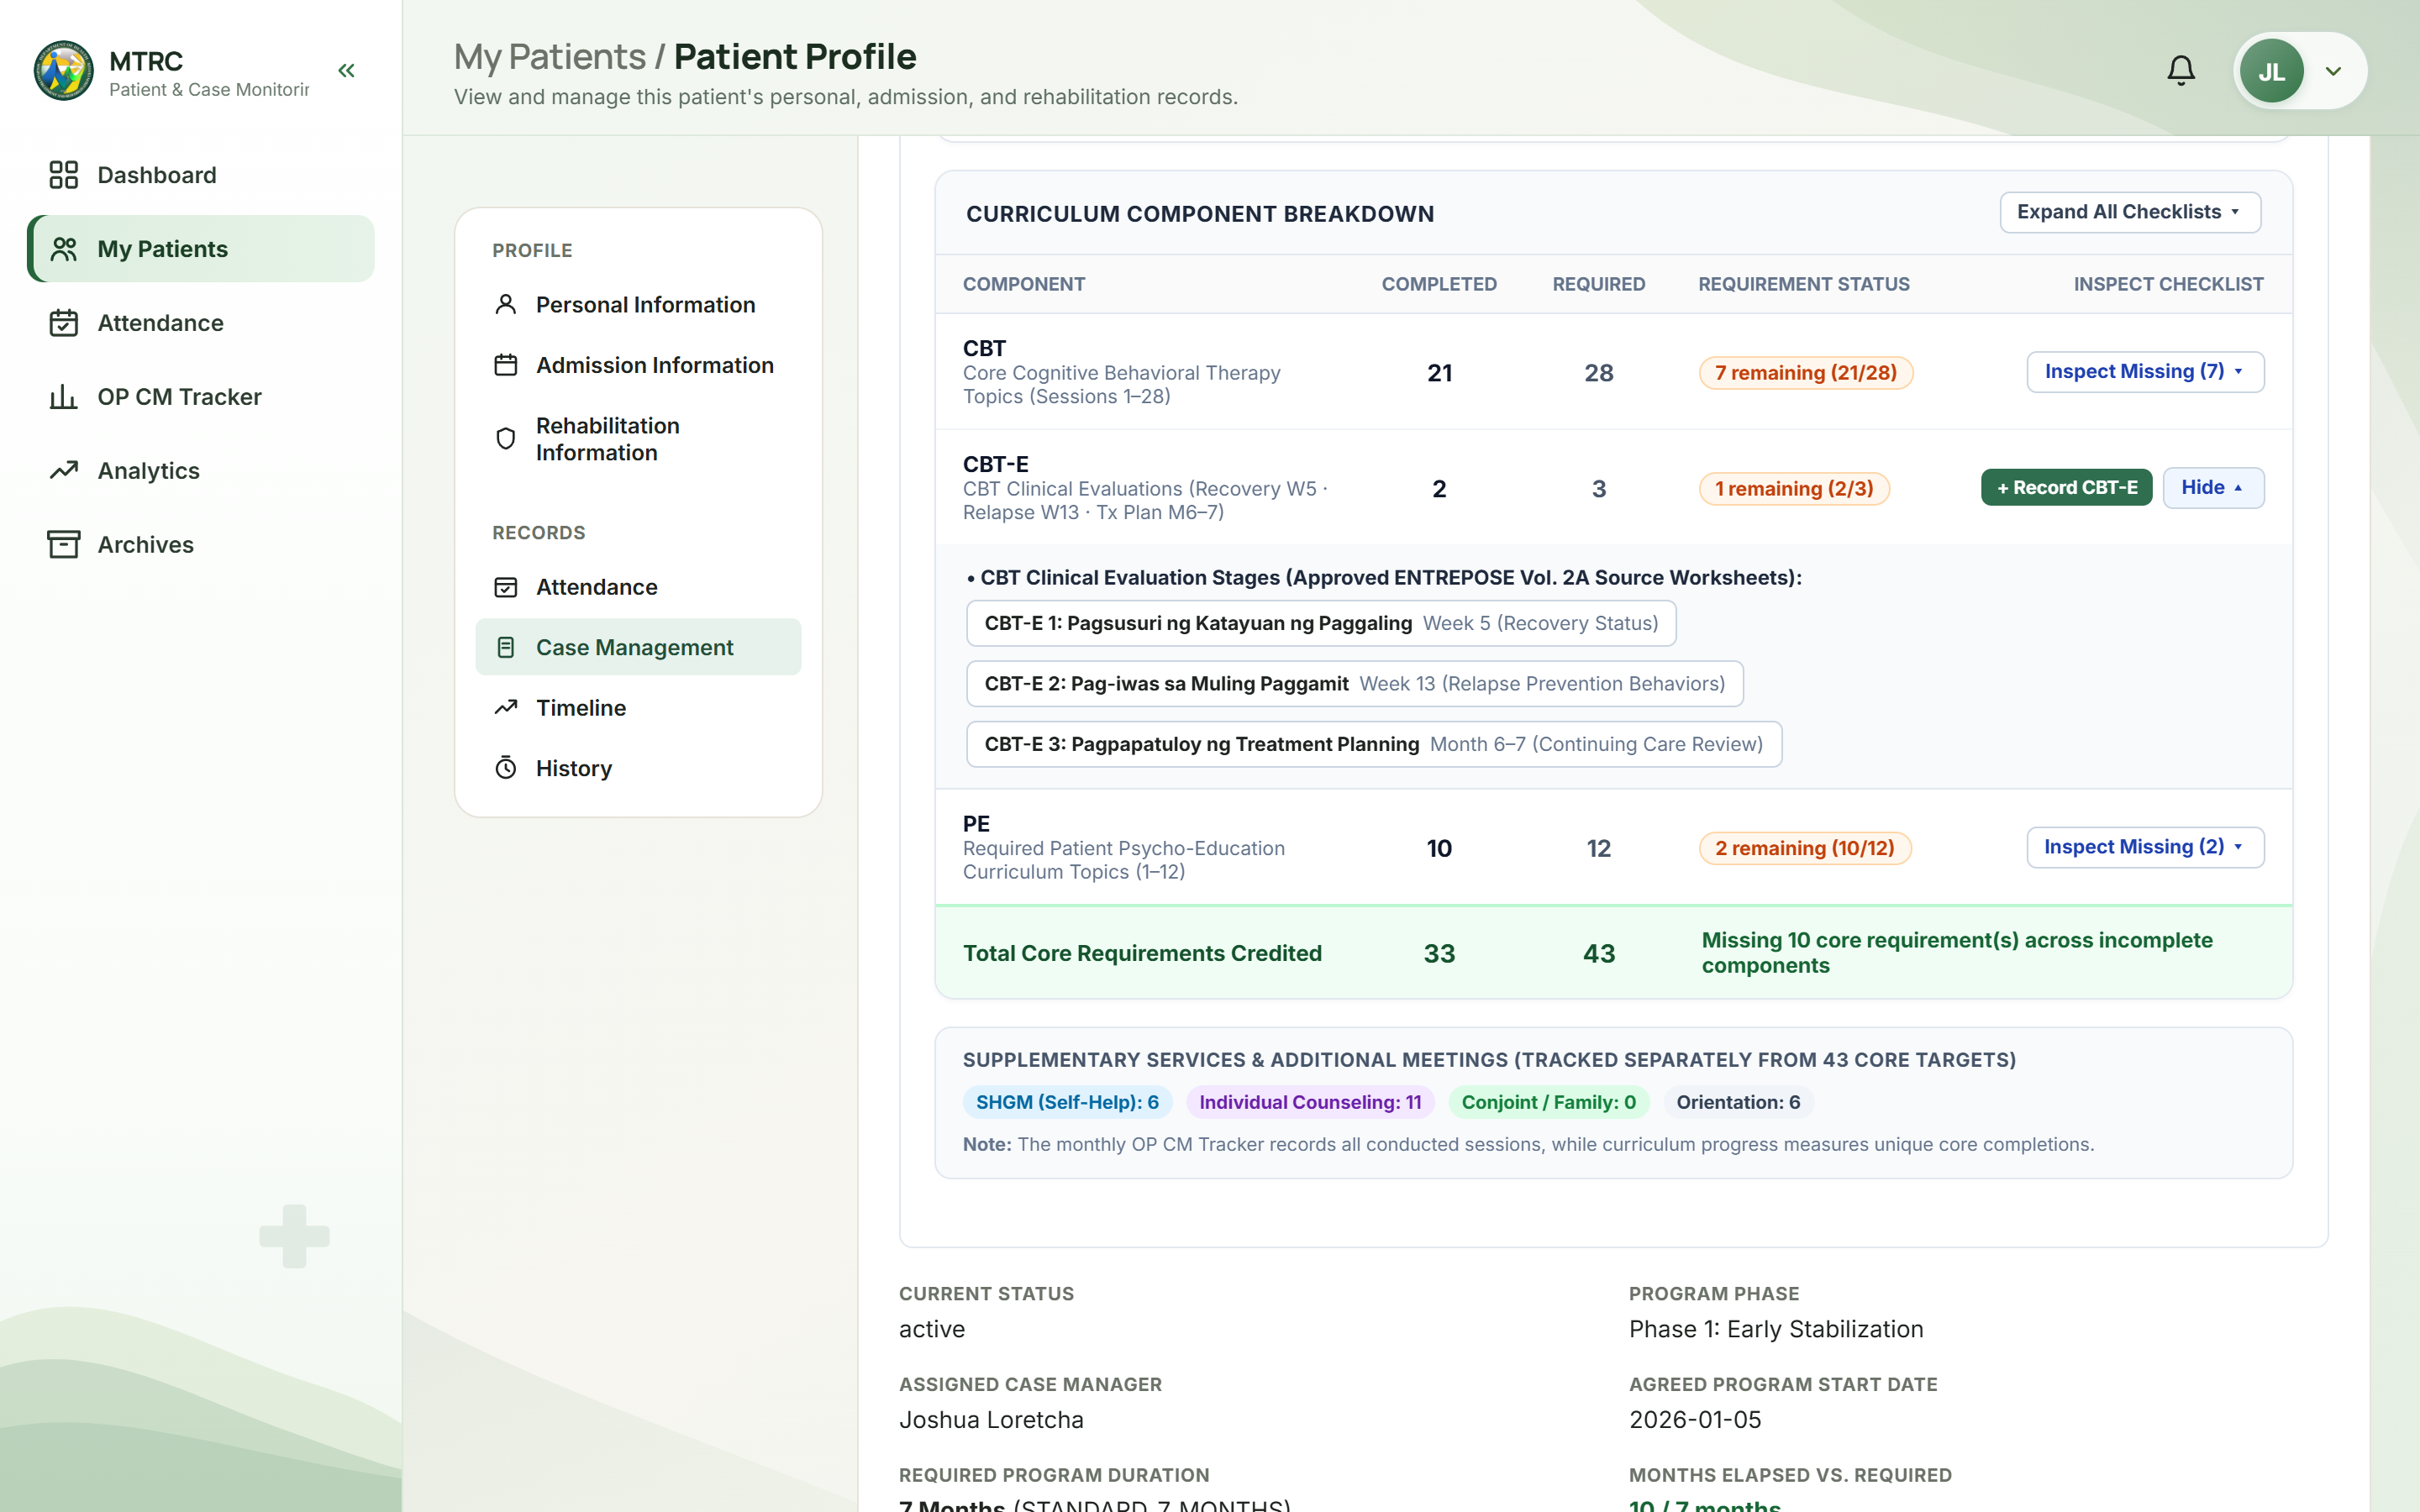 MTRC
Patient & Case Monitorin
Dashboard
My Patients
Attendance
OP CM Tracker
Analytics
Archives
My Patients / Patient Profile
View and manage this patient's personal, admission, and rehabilitation records.
JL
PROFILE
Personal Information
Admission Information
Rehabilitation
Information
RECORDS
Attendance
Case Management
Timeline
History
CURRICULUM COMPONENT BREAKDOWN
Expand All Checklists
COMPONENT COMPLETED REQUIRED REQUIREMENT STATUS INSPECT CHECKLIST
CBT
Core Cognitive Behavioral Therapy
Topics (Sessions 1–28)
21 28 7 remaining (21/28) Inspect Missing (7)
CBT-E
CBT Clinical Evaluations (Recovery W5 ·
Relapse W13 · Tx Plan M6–7)
2 3 1 remaining (2/3) + Record CBT-E Hide
• CBT Clinical Evaluation Stages (Approved ENTREPOSE Vol. 2A Source Worksheets):
CBT-E 1: Pagsusuri ng Katayuan ng Paggaling Week 5 (Recovery Status)
CBT-E 2: Pag-iwas sa Muling Paggamit Week 13 (Relapse Prevention Behaviors)
CBT-E 3: Pagpapatuloy ng Treatment Planning Month 6–7 (Continuing Care Review)
PE
Required Patient Psycho-Education
Curriculum Topics (1–12)
10 12 2 remaining (10/12) Inspect Missing (2)
Total Core Requirements Credited 33 43 Missing 10 core requirement(s) across incomplete
components
SUPPLEMENTARY SERVICES & ADDITIONAL MEETINGS (TRACKED SEPARATELY FROM 43 CORE TARGETS)
SHGM (Self-Help): 6 Individual Counseling: 11 Conjoint / Family: 0 Orientation: 6
Note: The monthly OP CM Tracker records all conducted sessions, while curriculum progress measures unique core completions.
CURRENT STATUS
active
PROGRAM PHASE
Phase 1: Early Stabilization
ASSIGNED CASE MANAGER
Joshua Loretcha
AGREED PROGRAM START DATE
2026-01-05
REQUIRED PROGRAM DURATION
7 Months (STANDARD_7_MONTHS)
MONTHS ELAPSED VS. REQUIRED
10 / 7 months